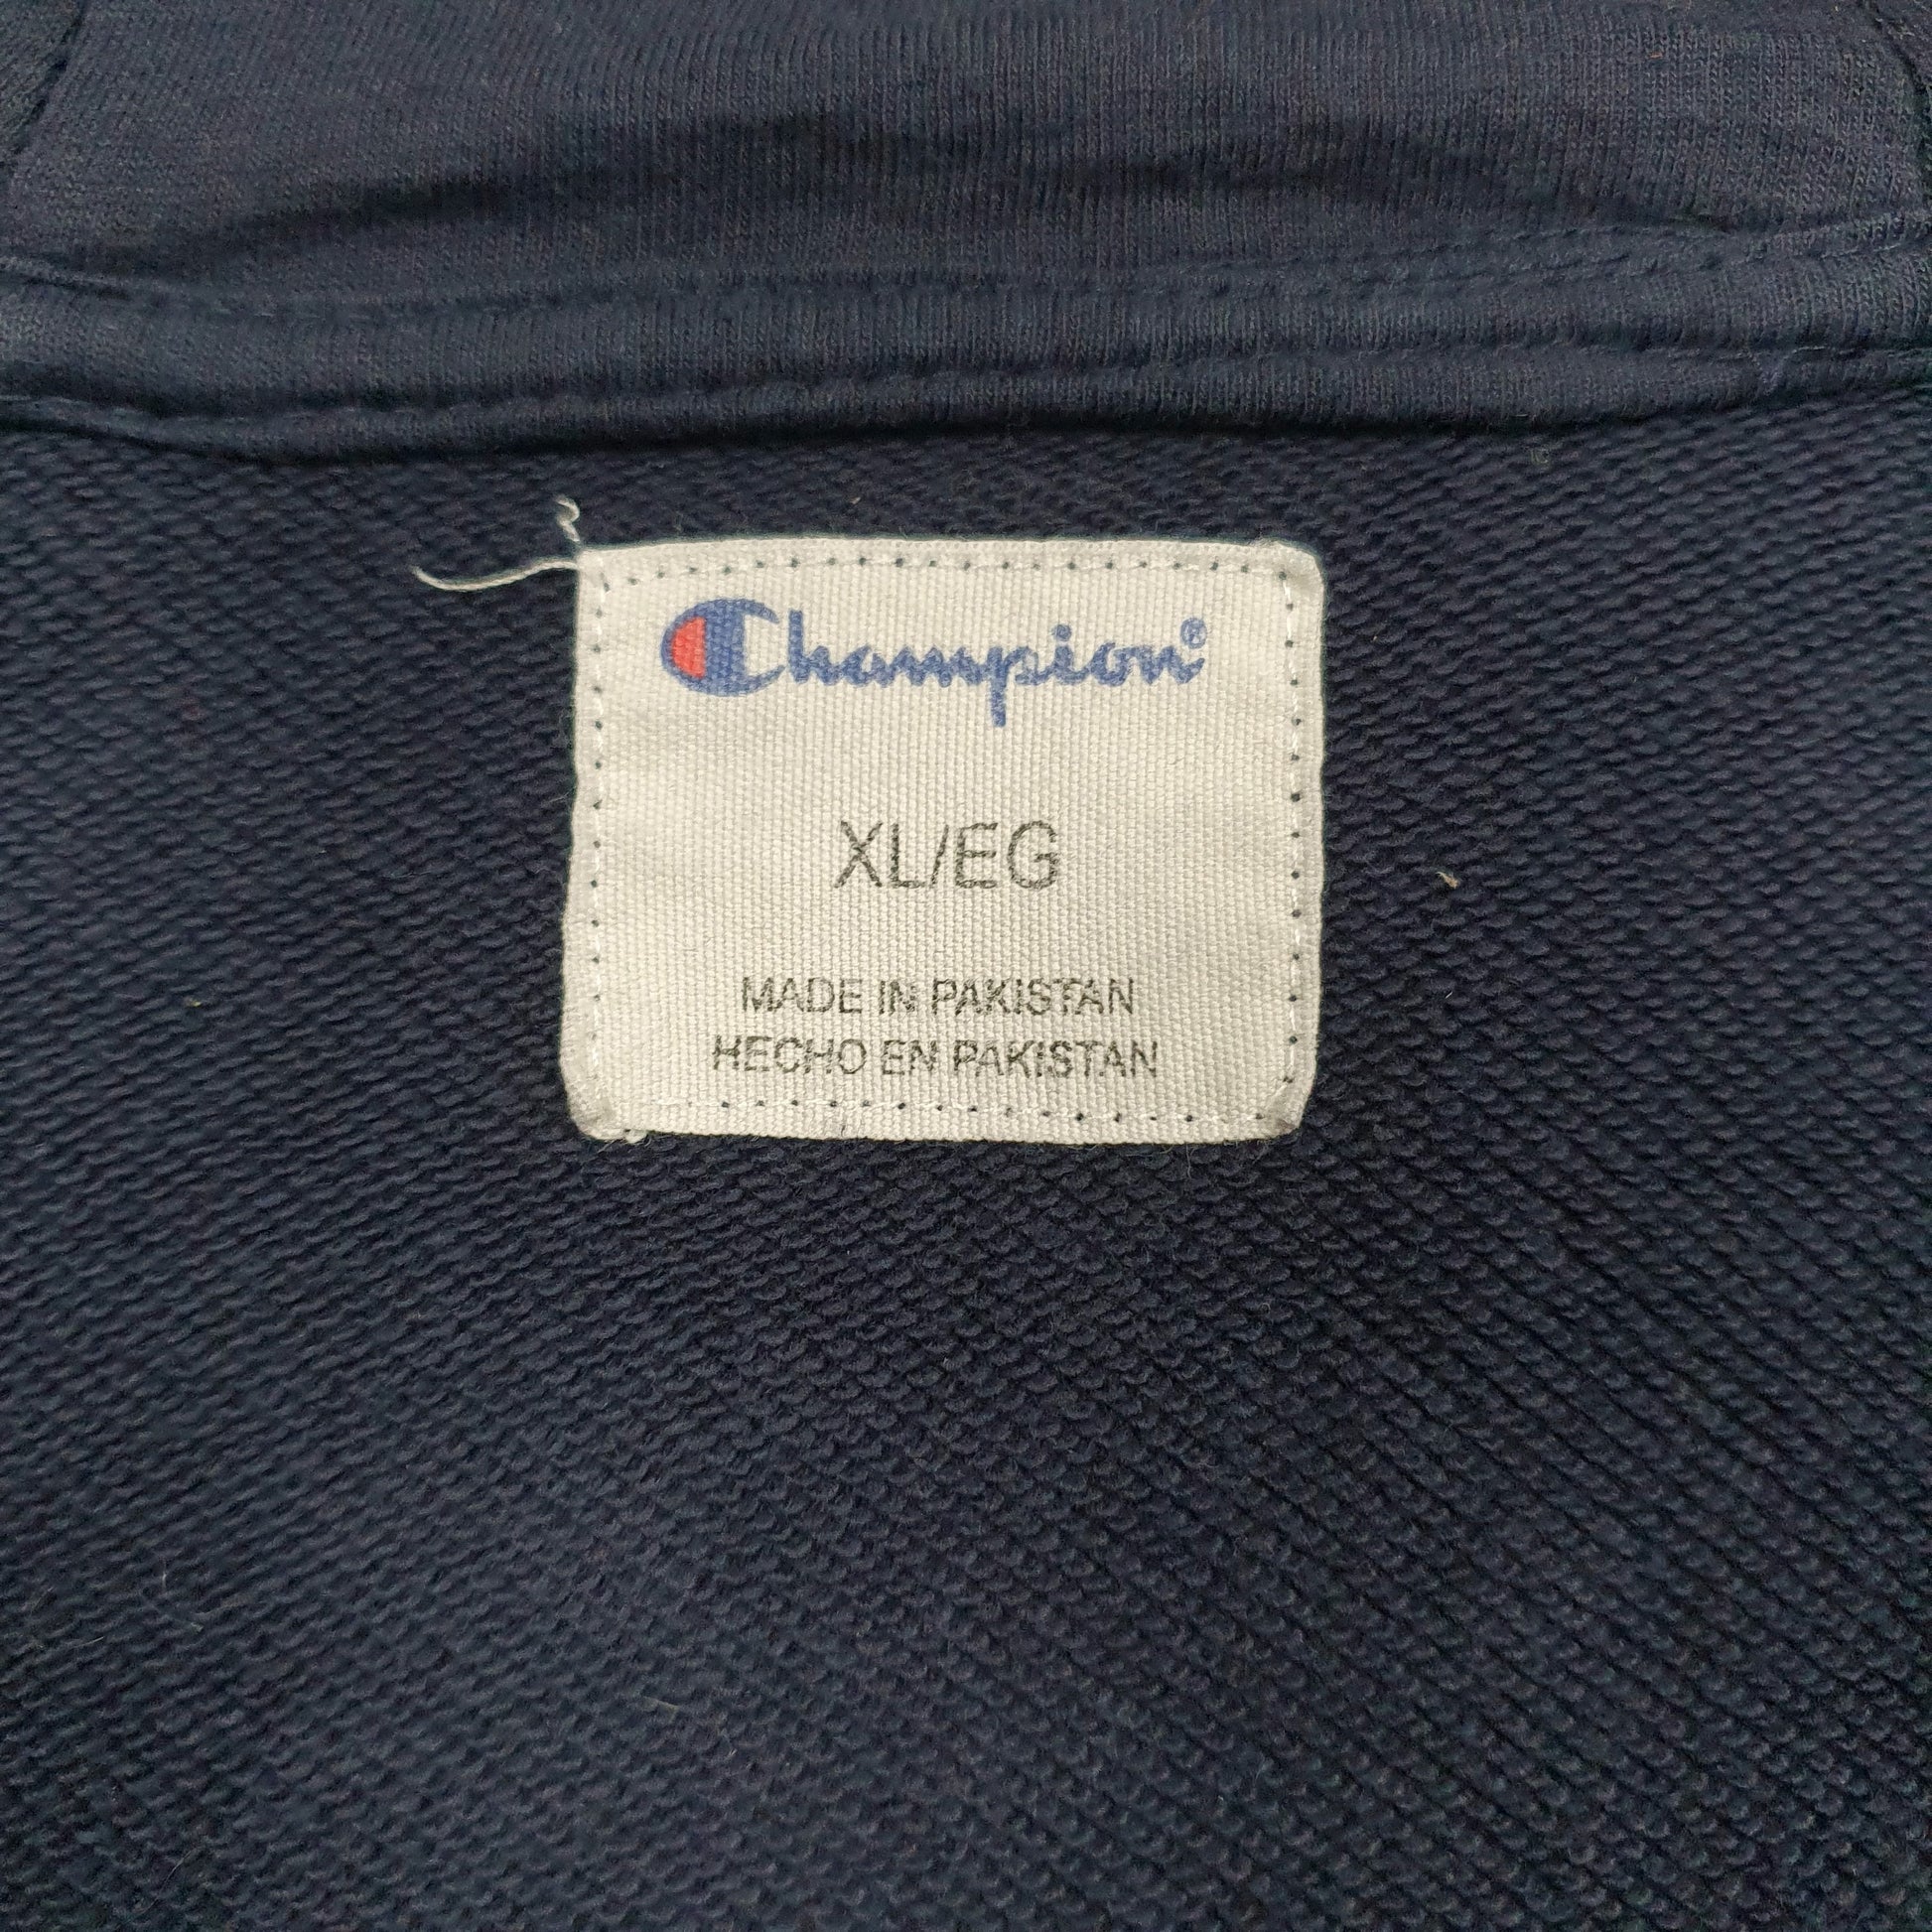 Champion®
XL/EG
MADE IN PAKISTAN
HECHO EN PAKISTAN